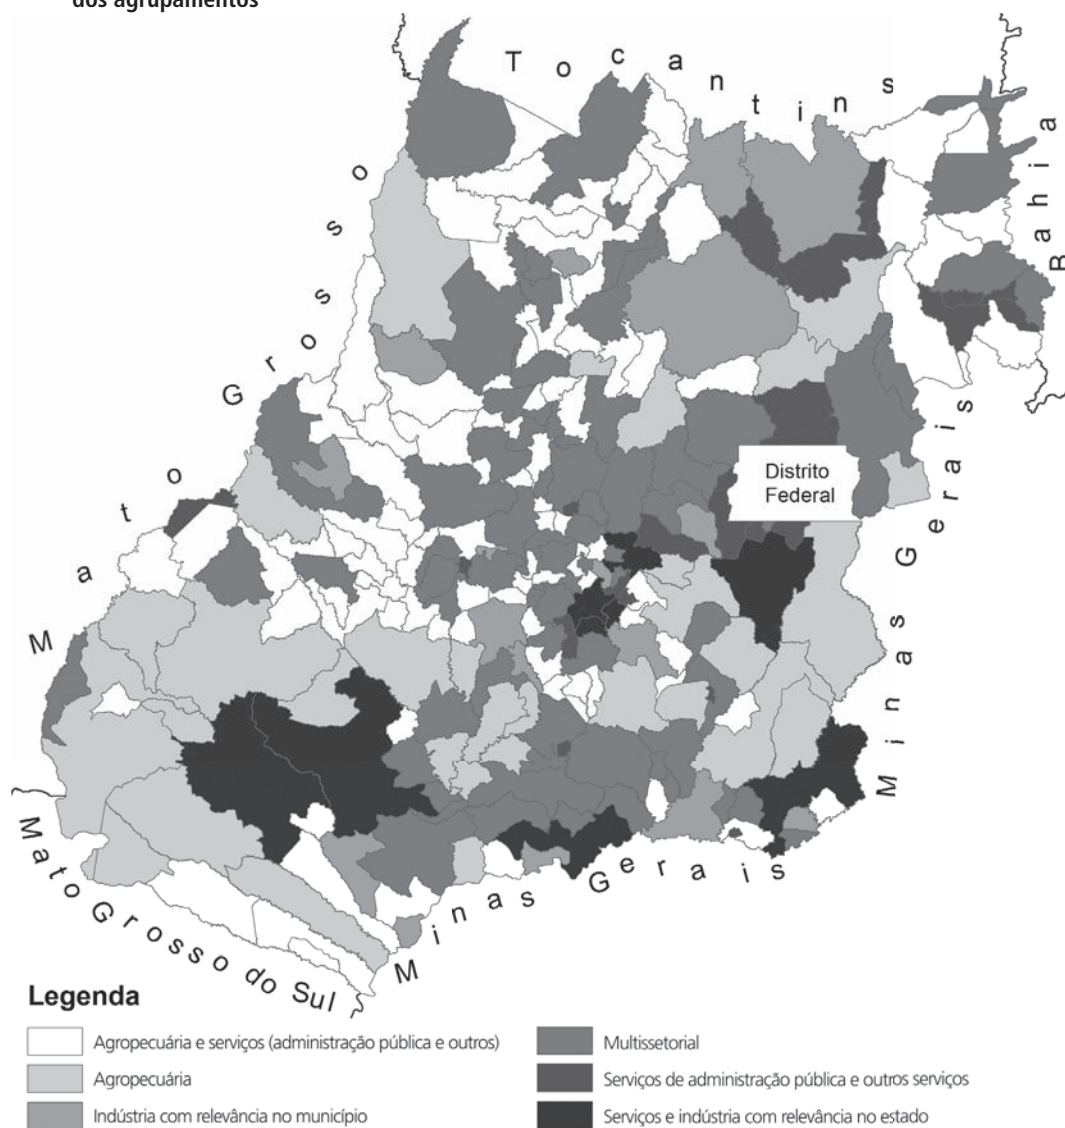 dos agrupamentos
Tocantins
Bahia
Mato Grosso
Distrito
Federal
Minas Gerais
Minas Gerais
Mato Grosso do Sul
Legenda
Agropecuária e serviços (administração pública e outros)
Agropecuária
Indústria com relevância no município
Multissetorial
Serviços de administração pública e outros serviços
Serviços e indústria com relevância no estado